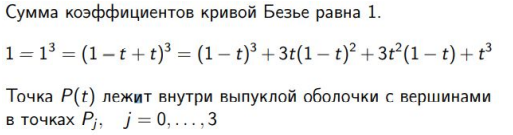 Сумма коэффициентов кривой Безье равна 1.
1 = 1³ = (1 − t + t)³ = (1 − t)³ + 3t(1 − t)² + 3t²(1 − t) + t³
Точка P(t) лежит внутри выпуклой оболочки с вершинами
в точках Pⱼ, j = 0, . . . , 3